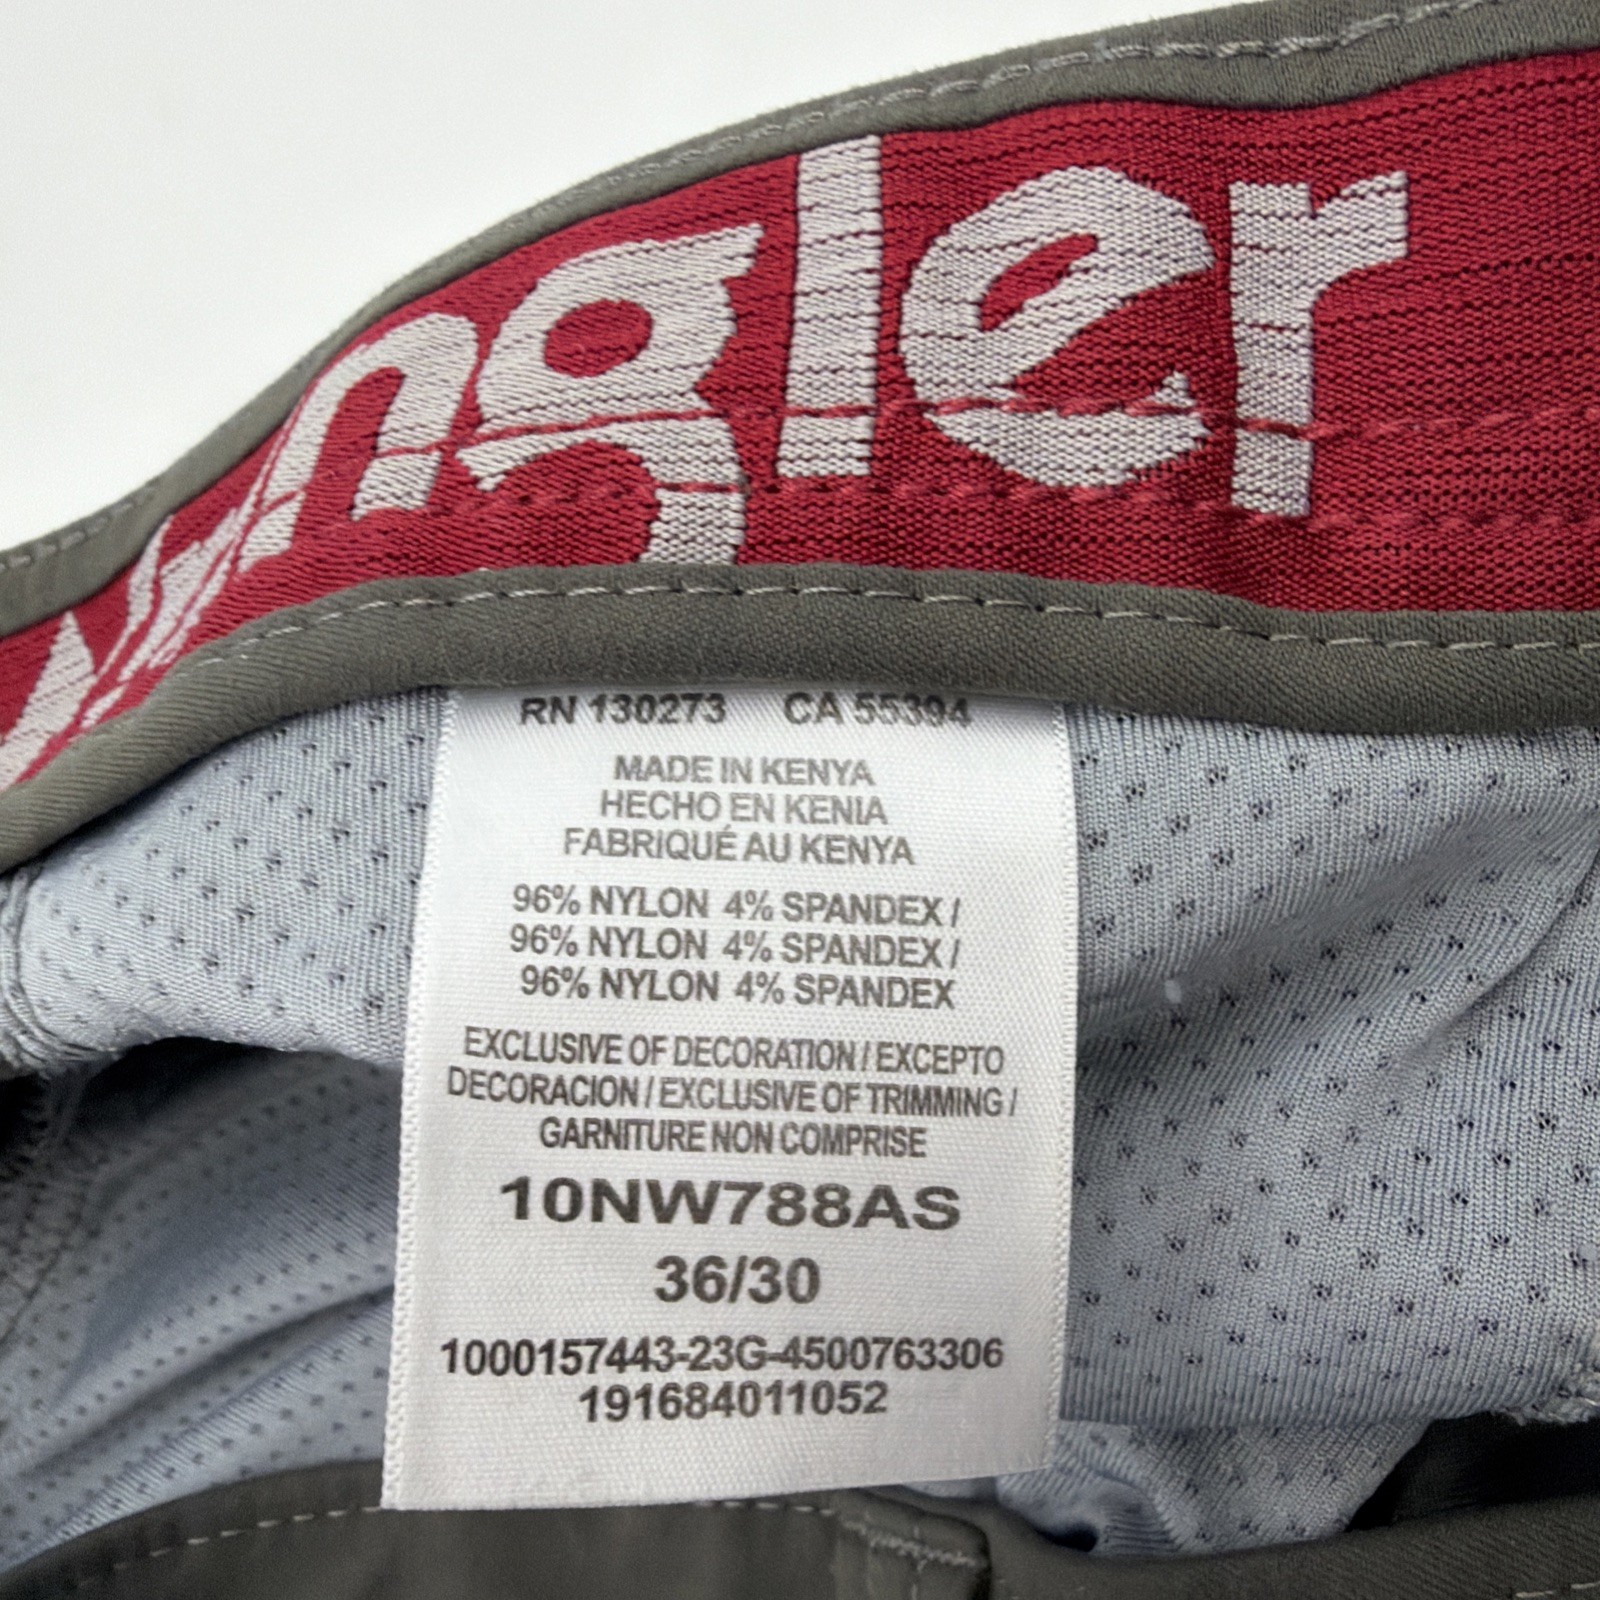 Wrangler
RN 130273 CA 55394
MADE IN KENYA
HECHO EN KENIA
FABRIQUÉ AU KENYA
96% NYLON 4% SPANDEX /
96% NYLON 4% SPANDEX /
96% NYLON 4% SPANDEX
EXCLUSIVE OF DECORATION / EXCEPTO
DECORACION / EXCLUSIVE OF TRIMMING /
GARNITURE NON COMPRISE
10NW788AS
36/30
1000157443-23G-4500763306
191684011052